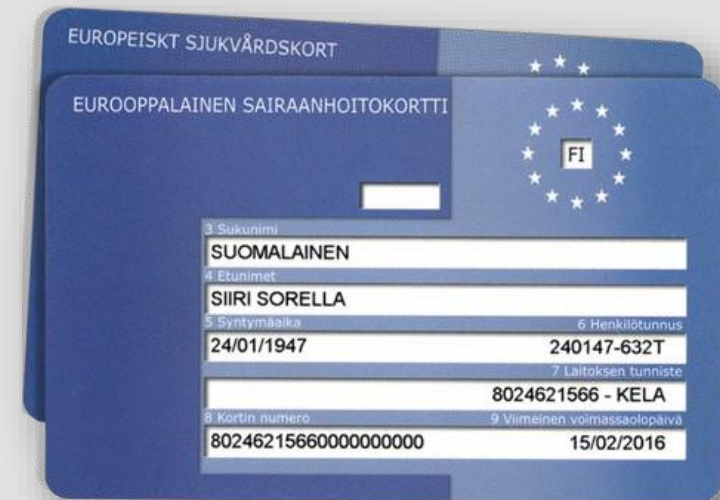 EUROPEISKT SJUKVÅRDSKORT
EUROOPPALAINEN SAIRAANHOITOKORTTI
FI
3 Sukunimi
SUOMALAINEN
4 Etunimet
SIIRI SORELLA
5 Syntymäaika 6 Henkilötunnus
24/01/1947 240147-632T
7 Laitoksen tunniste
8024621566 - KELA
8 Kortin numero 9 Viimeinen voimassaolopäivä
80246215660000000000 15/02/2016